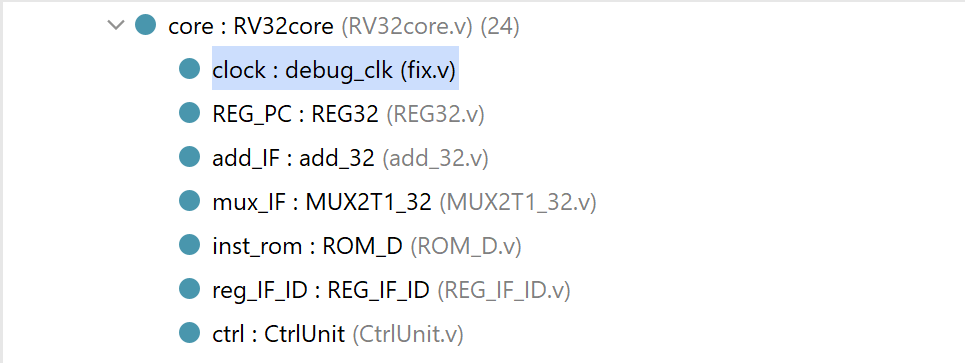 core : RV32core (RV32core.v) (24)
clock : debug_clk (fix.v)
REG_PC : REG32 (REG32.v)
add_IF : add_32 (add_32.v)
mux_IF : MUX2T1_32 (MUX2T1_32.v)
inst_rom : ROM_D (ROM_D.v)
reg_IF_ID : REG_IF_ID (REG_IF_ID.v)
ctrl : CtrlUnit (CtrlUnit.v)